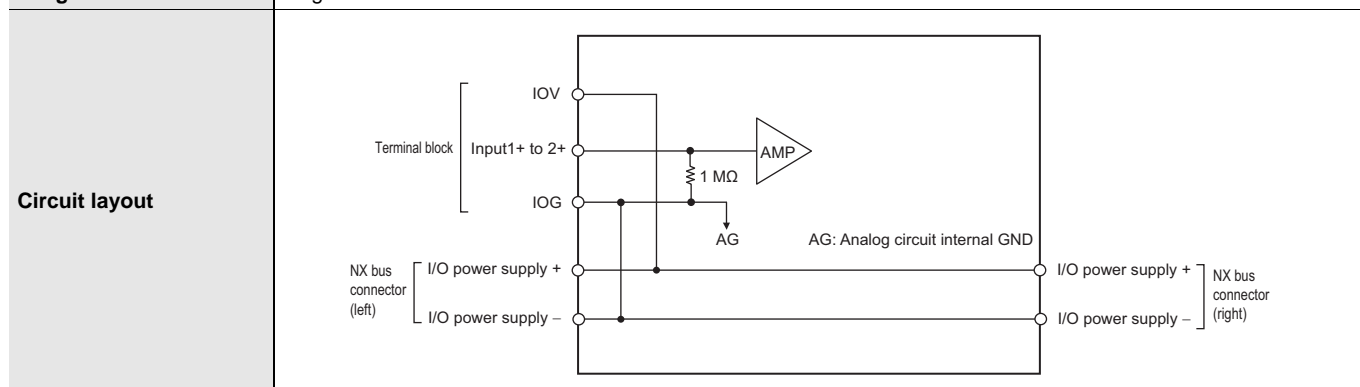 Circuit layout
Terminal block
IOV
Input1+ to 2+
IOG
AMP
1 MΩ
AG
AG: Analog circuit internal GND
NX bus
connector
(left)
I/O power supply +
I/O power supply –
I/O power supply +
I/O power supply –
NX bus
connector
(right)